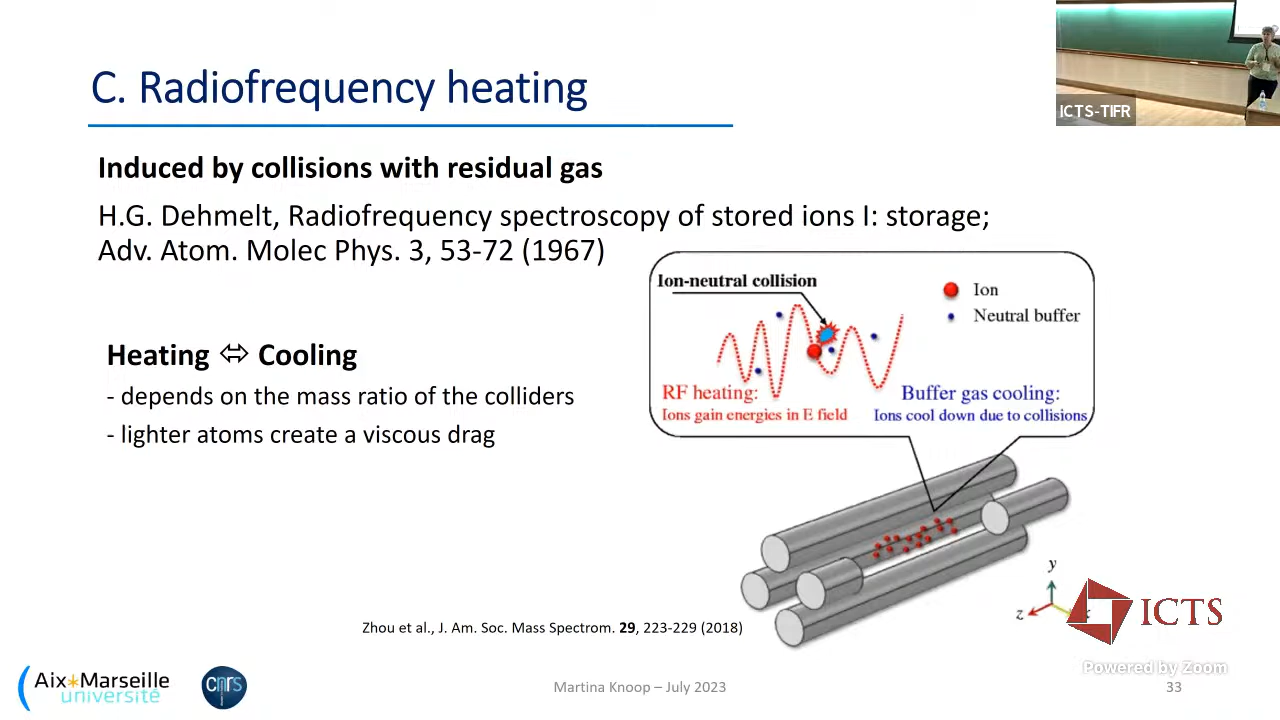 C. Radiofrequency heating
ICTS-TIFR
Induced by collisions with residual gas
H.G. Dehmelt, Radiofrequency spectroscopy of stored ions I: storage;
Adv. Atom. Molec Phys. 3, 53-72 (1967)
Ion-neutral collision
Ion
Neutral buffer
RF heating:
Ions gain energies in E field
Buffer gas cooling:
Ions cool down due to collisions
Heating ⬄ Cooling
- depends on the mass ratio of the colliders
- lighter atoms create a viscous drag
y
z
ICTS
Zhou et al., J. Am. Soc. Mass Spectrom. 29, 223-229 (2018)
Powered by Zoom
Aix*Marseille
université
cnrs
Martina Knoop – July 2023
33